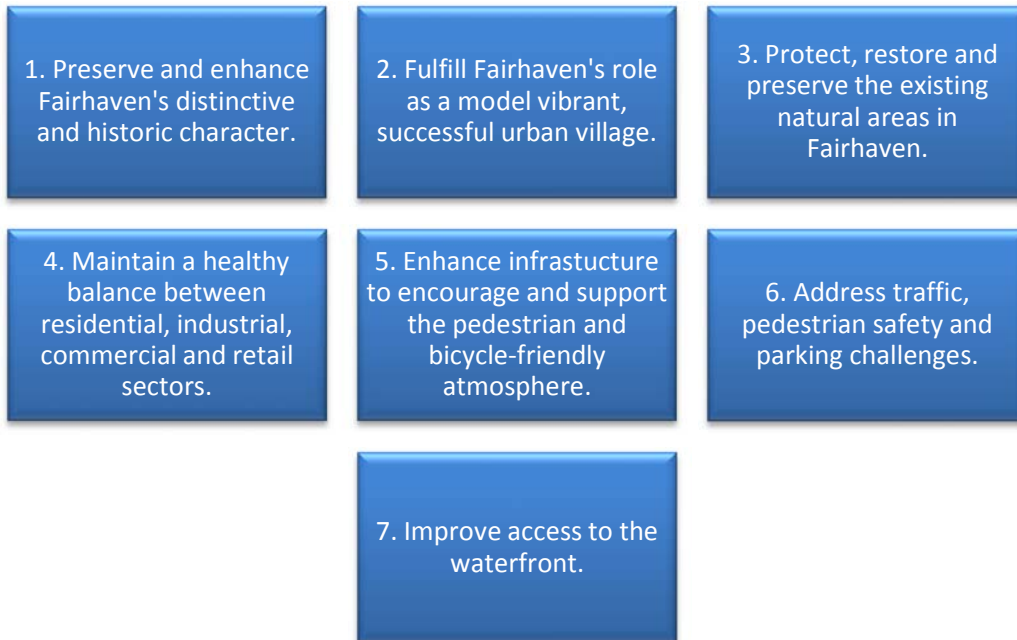 1. Preserve and enhance
Fairhaven's distinctive
and historic character.
2. Fulfill Fairhaven's role
as a model vibrant,
successful urban village.
3. Protect, restore and
preserve the existing
natural areas in
Fairhaven.
4. Maintain a healthy
balance between
residential, industrial,
commercial and retail
sectors.
5. Enhance infrastucture
to encourage and support
the pedestrian and
bicycle-friendly
atmosphere.
6. Address traffic,
pedestrian safety and
parking challenges.
7. Improve access to the
waterfront.